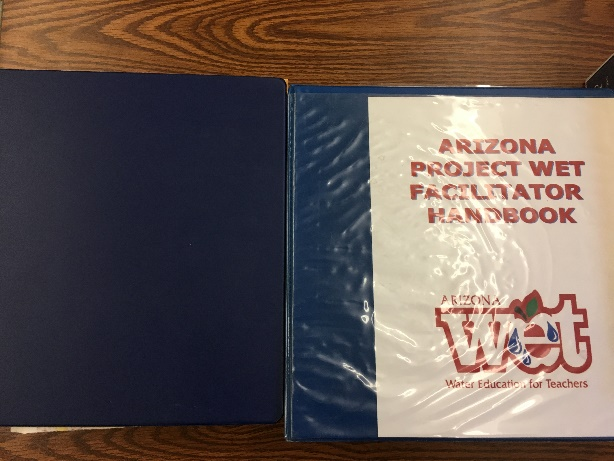 ARIZONA
PROJECT WET
FACILITATOR
HANDBOOK
ARIZONA
wet
Water Education for Teachers